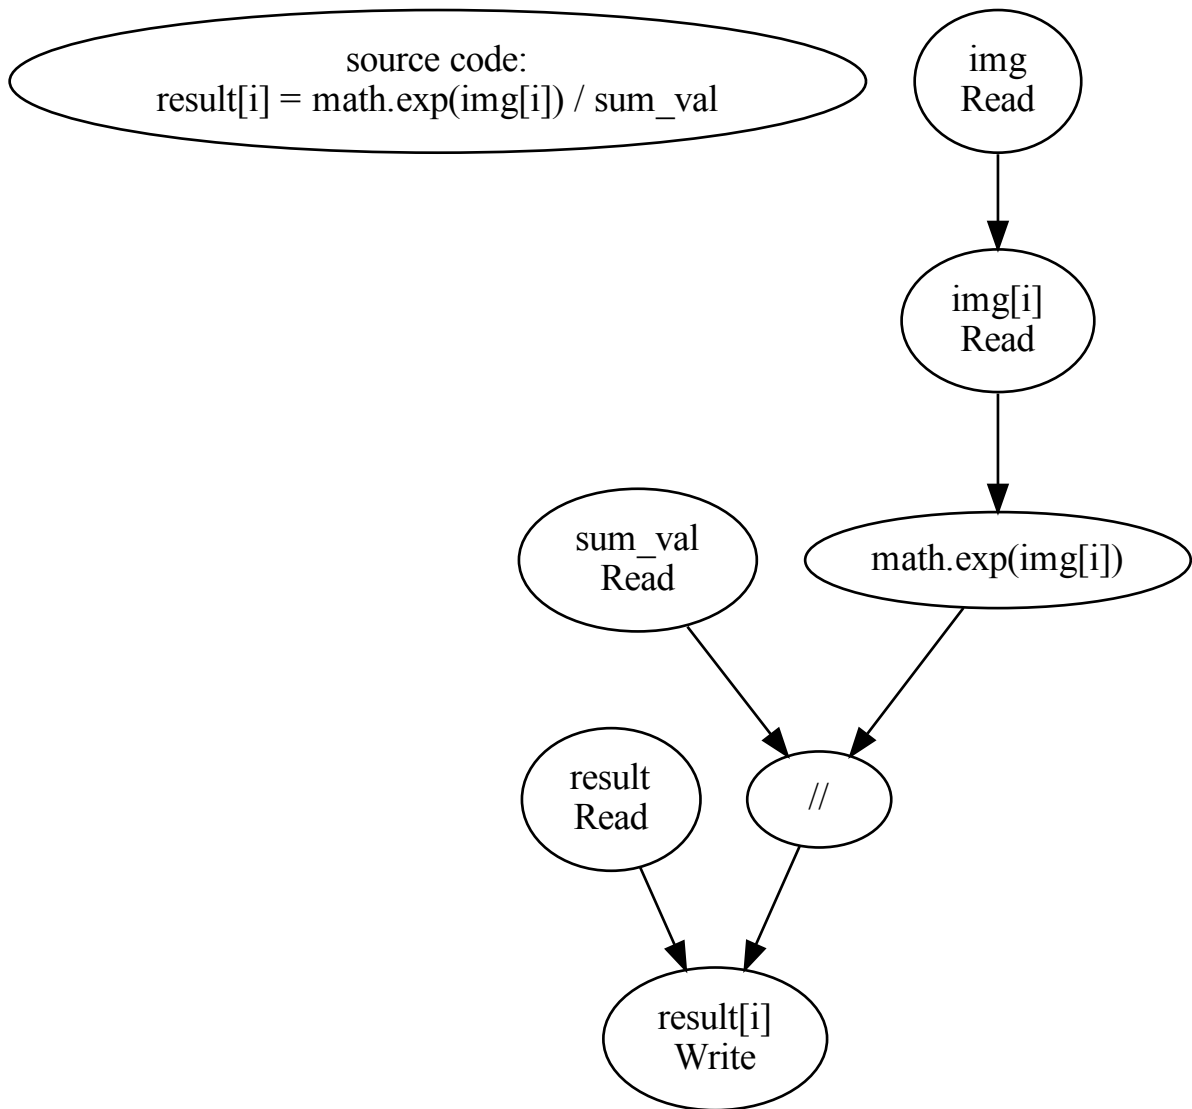 source code:
result[i] = math.exp(img[i]) / sum_val
img
Read
img[i]
Read
sum_val
Read
math.exp(img[i])
result
Read
//
result[i]
Write